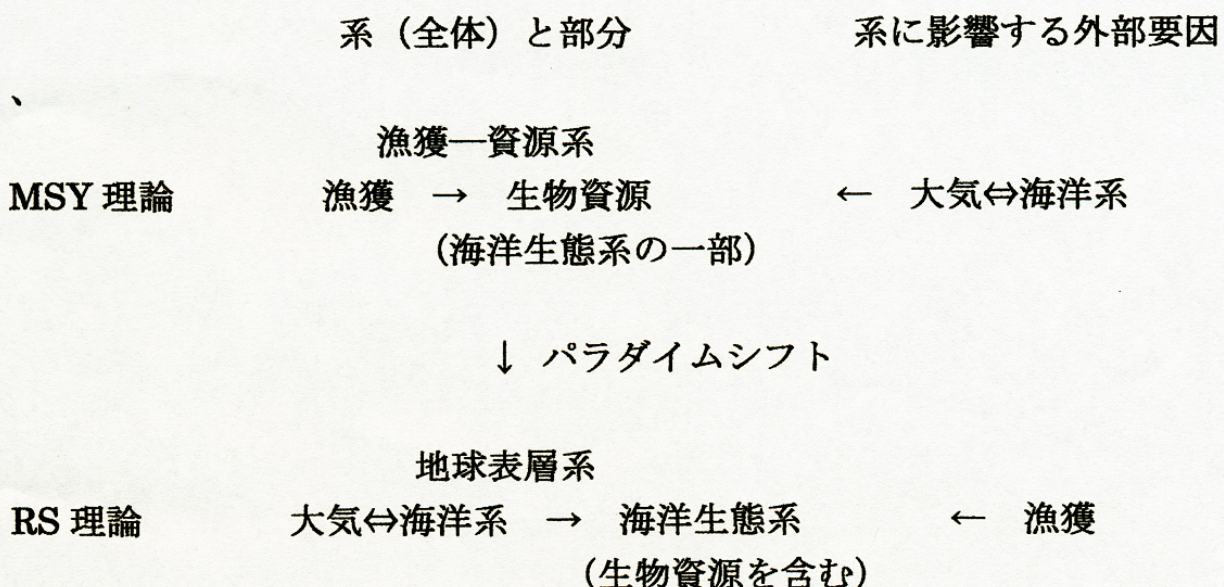 系（全体）と部分　系に影響する外部要因
、
漁獲―資源系
MSY 理論　漁獲　→　生物資源　←　大気⇔海洋系
（海洋生態系の一部）
↓ パラダイムシフト
地球表層系
RS 理論　大気⇔海洋系　→　海洋生態系　←　漁獲
（生物資源を含む）